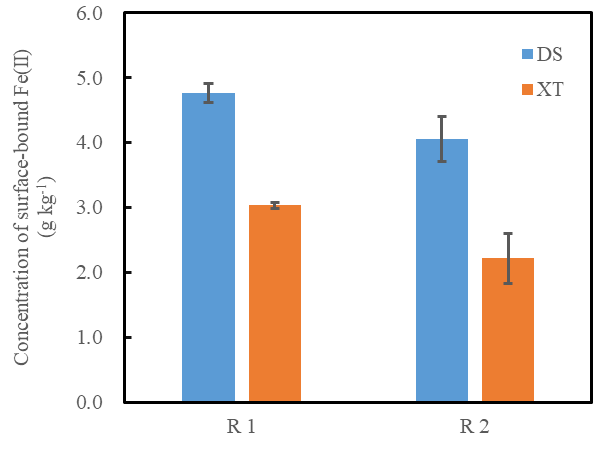 Concentration of surface-bound Fe(II)
(g kg-1)
6.0
5.0
4.0
3.0
2.0
1.0
0.0
DS
XT
R 1
R 2